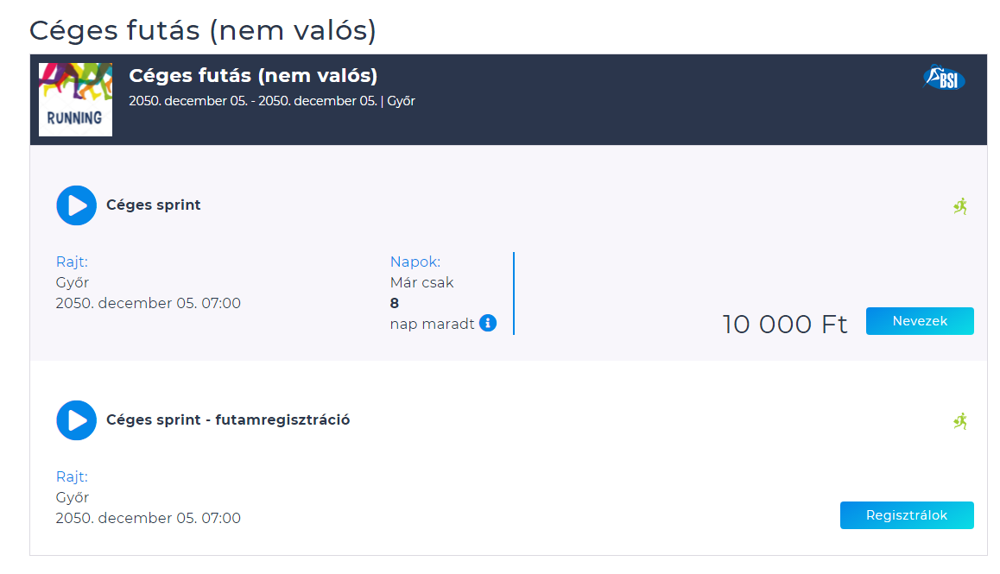 Céges futás (nem valós)
RUNNING
Céges futás (nem valós)
2050. december 05. - 2050. december 05. | Győr
BSI
Céges sprint
Rajt:
Győr
2050. december 05. 07:00
Napok:
Már csak
8
nap maradt
10 000 Ft
Nevezek
Céges sprint - futamregisztráció
Rajt:
Győr
2050. december 05. 07:00
Regisztrálok